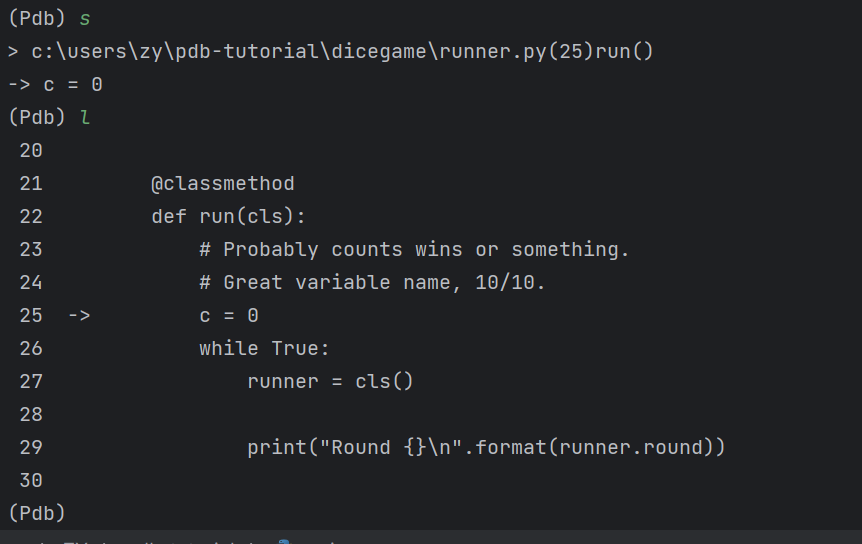 (Pdb) s
> c:\users\zy\pdb-tutorial\dicegame\runner.py(25)run()
-> c = 0
(Pdb) l
 20
 21         @classmethod
 22         def run(cls):
 23             # Probably counts wins or something.
 24             # Great variable name, 10/10.
 25  ->         c = 0
 26             while True:
 27                 runner = cls()
 28
 29                 print("Round {}\n".format(runner.round))
 30
(Pdb)